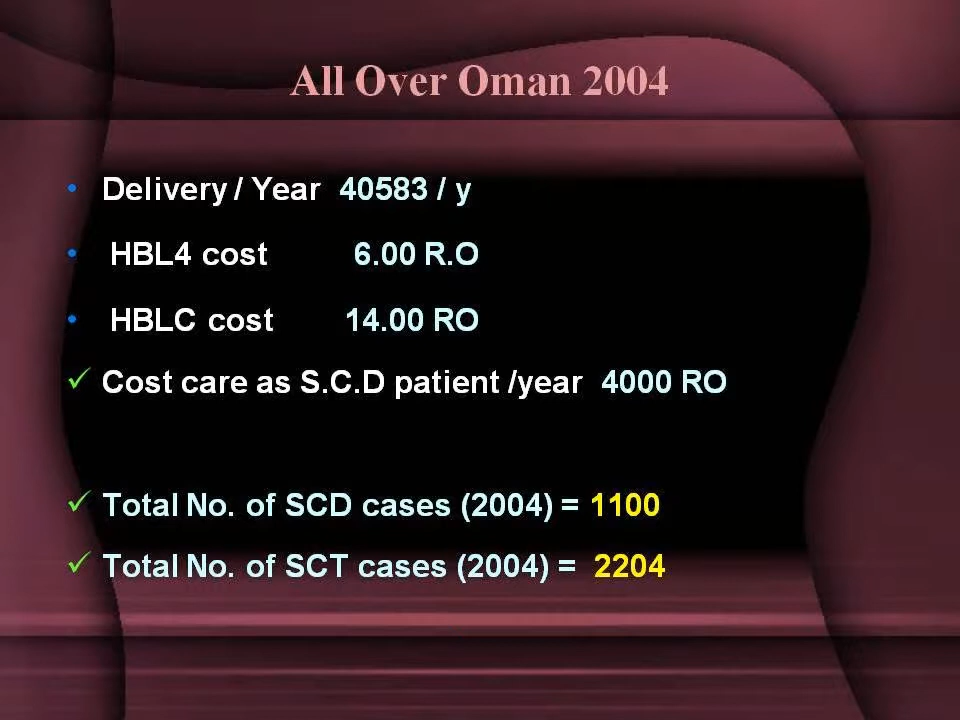 All Over Oman 2004
• Delivery / Year 40583 / y
• HBL4 cost 6.00 R.O
• HBLC cost 14.00 RO
✓ Cost care as S.C.D patient /year 4000 RO
✓ Total No. of SCD cases (2004) = 1100
✓ Total No. of SCT cases (2004) = 2204